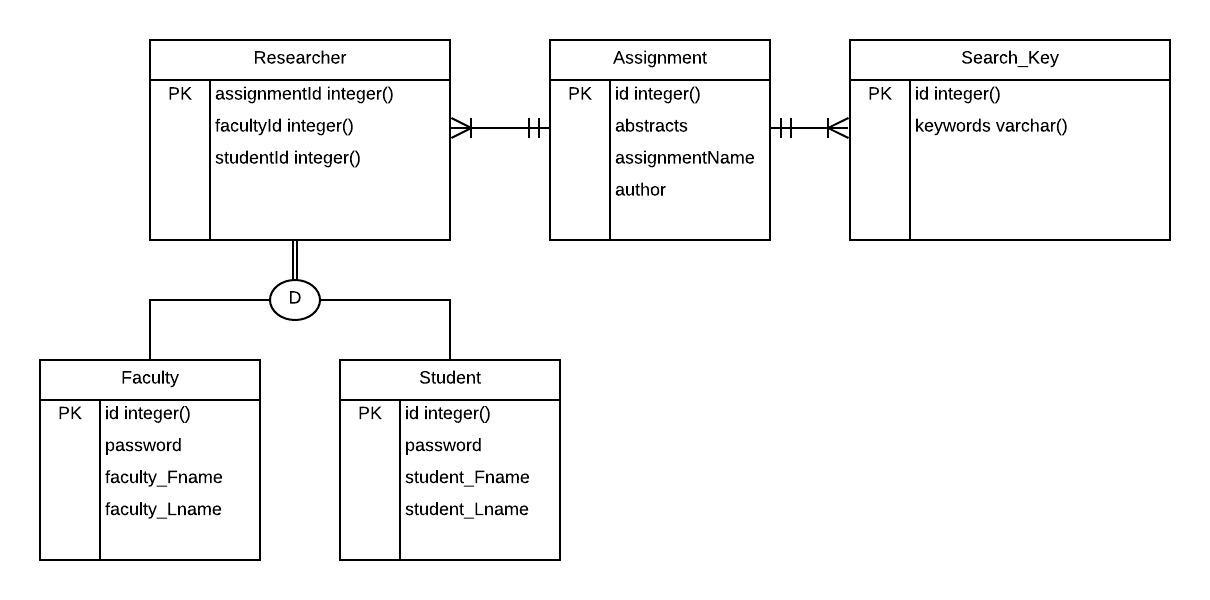 Researcher
PK assignmentId integer()
facultyId integer()
studentId integer()
Assignment
PK id integer()
abstracts
assignmentName
author
Search_Key
PK id integer()
keywords varchar()
D
Faculty
PK id integer()
password
faculty_Fname
faculty_Lname
Student
PK id integer()
password
student_Fname
student_Lname